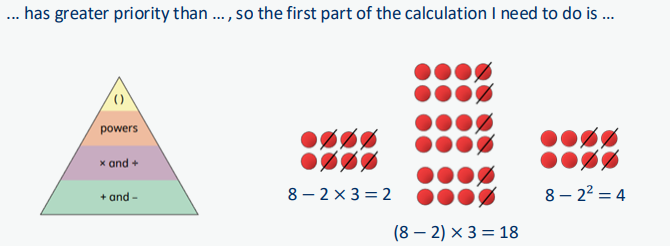 ... has greater priority than ... , so the first part of the calculation I need to do is ...
( )
powers
× and ÷
+ and −
8 − 2 × 3 = 2
(8 − 2) × 3 = 18
8 − 2² = 4